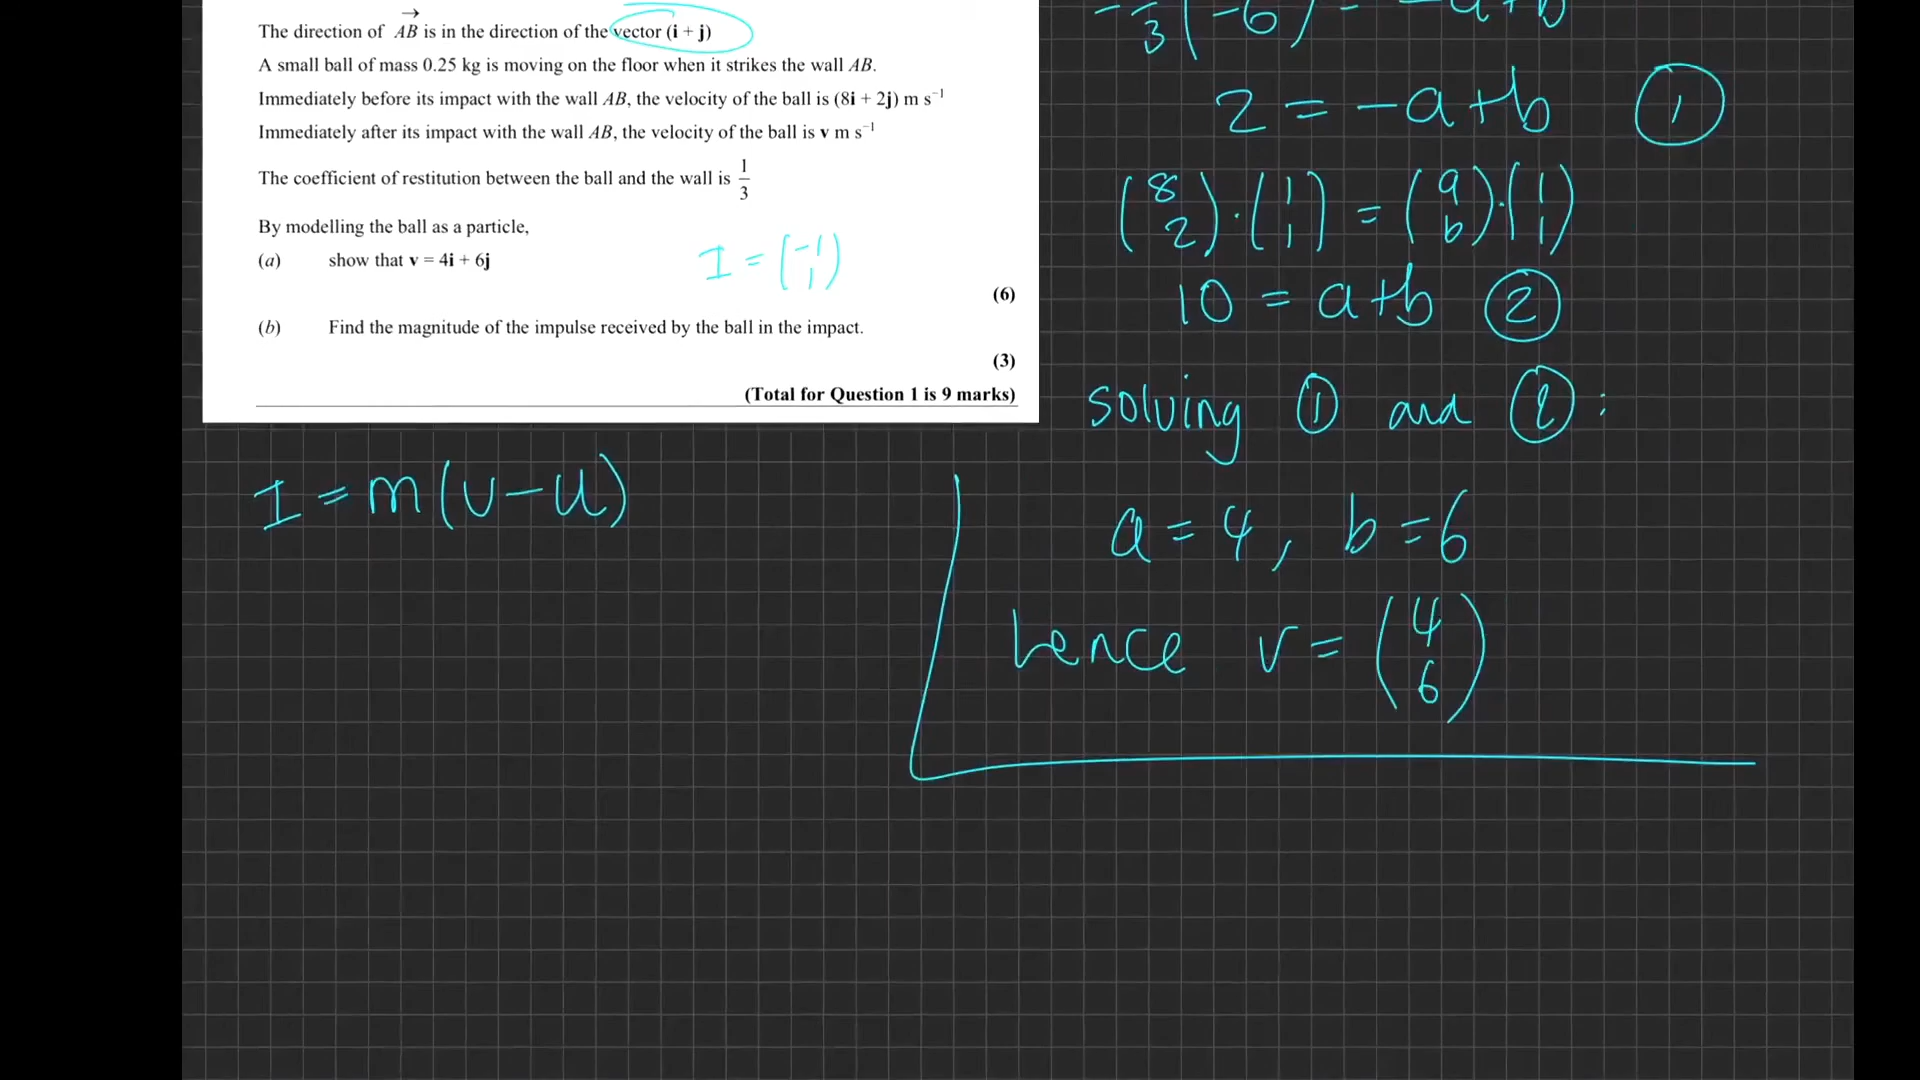 The direction of AB is in the direction of the vector (i + j)
A small ball of mass 0.25 kg is moving on the floor when it strikes the wall AB.
Immediately before its impact with the wall AB, the velocity of the ball is (8i + 2j) m s⁻¹
Immediately after its impact with the wall AB, the velocity of the ball is v m s⁻¹
The coefficient of restitution between the ball and the wall is 1/3
By modelling the ball as a particle,
(a) show that v = 4i + 6j
I = (-1 1)
(6)
(b) Find the magnitude of the impulse received by the ball in the impact.
(3)
(Total for Question 1 is 9 marks)
I = m(v-u)
-1/3(-6) = -a+b
2 = -a+b ①
(8 2)·(1 1) = (a b)·(1 1)
10 = a+b ②
solving ① and ② :
a = 4, b = 6
hence v = (4 6)